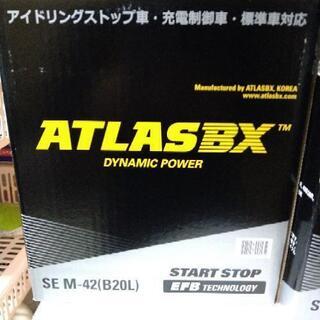 アイドリングストップ車・充電制御車・標準車対応
Manufactured by ATLASBX, KOREA
www.atlasbx.com
ATLASBX™
DYNAMIC POWER
START STOP
SE M-42(B20L)
EFB TECHNOLOGY